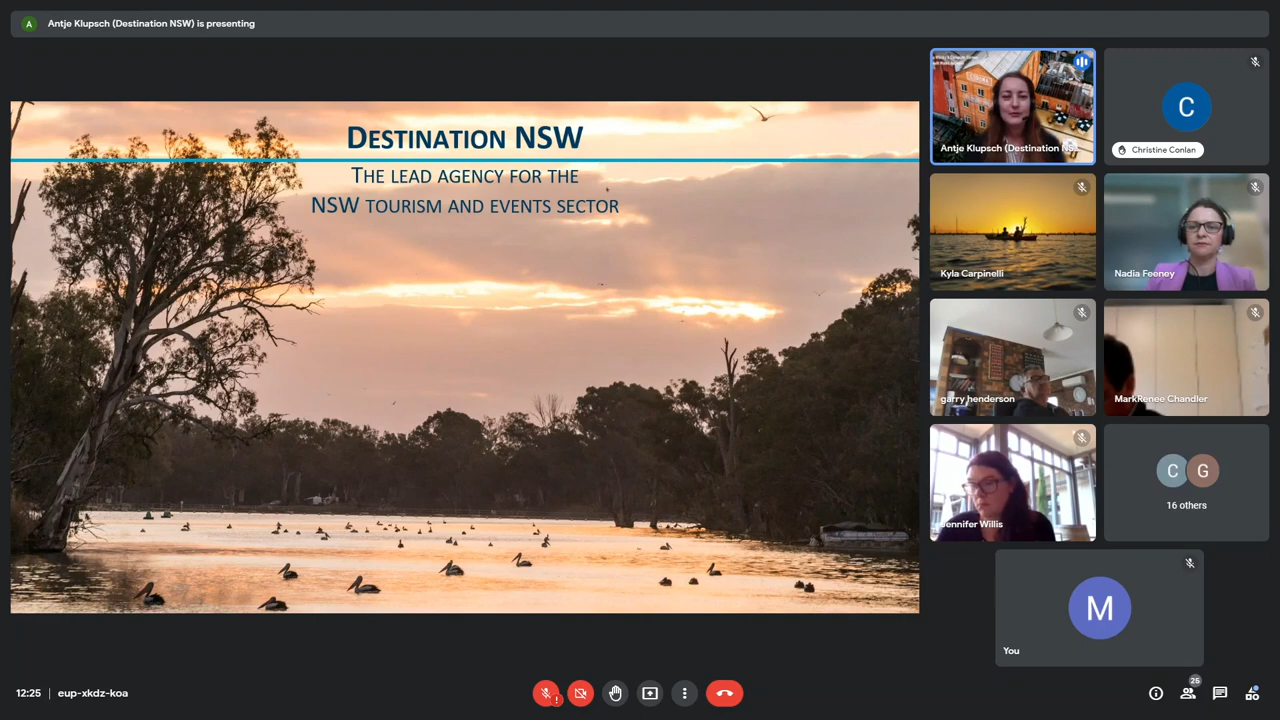 A
Antje Klupsch (Destination NSW) is presenting
DESTINATION NSW
THE LEAD AGENCY FOR THE
NSW TOURISM AND EVENTS SECTOR
Antje Klupsch (Destination NS
C
Christine Conlan
Kyla Carpinelli
Nadia Feeney
garry henderson
MarkRenee Chandler
Jennifer Willis
C G
16 others
M
You
12:25 eup-xkdz-koa
25